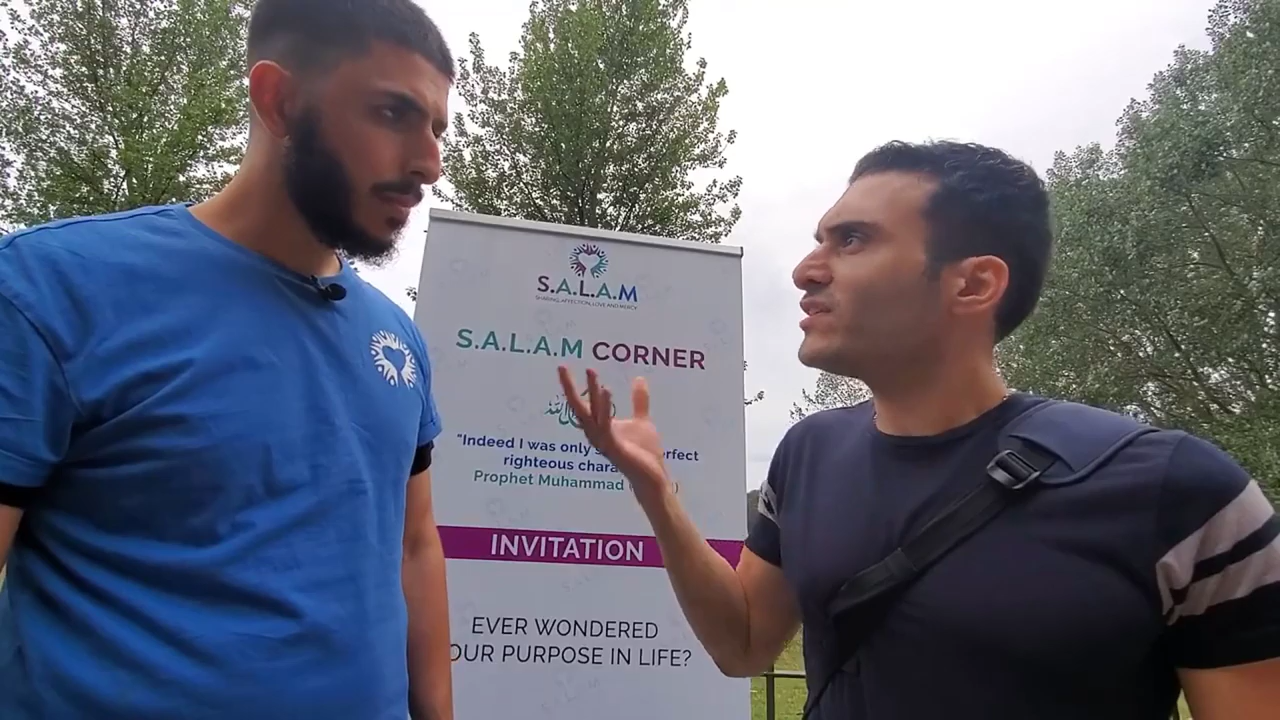 S.A.L.A.M
SHARING AFFECTION, LOVE AND MERCY
S.A.L.A.M CORNER
"Indeed I was only
righteous
Prophet Muhammad
INVITATION
EVER WONDERED
OUR PURPOSE IN LIFE?